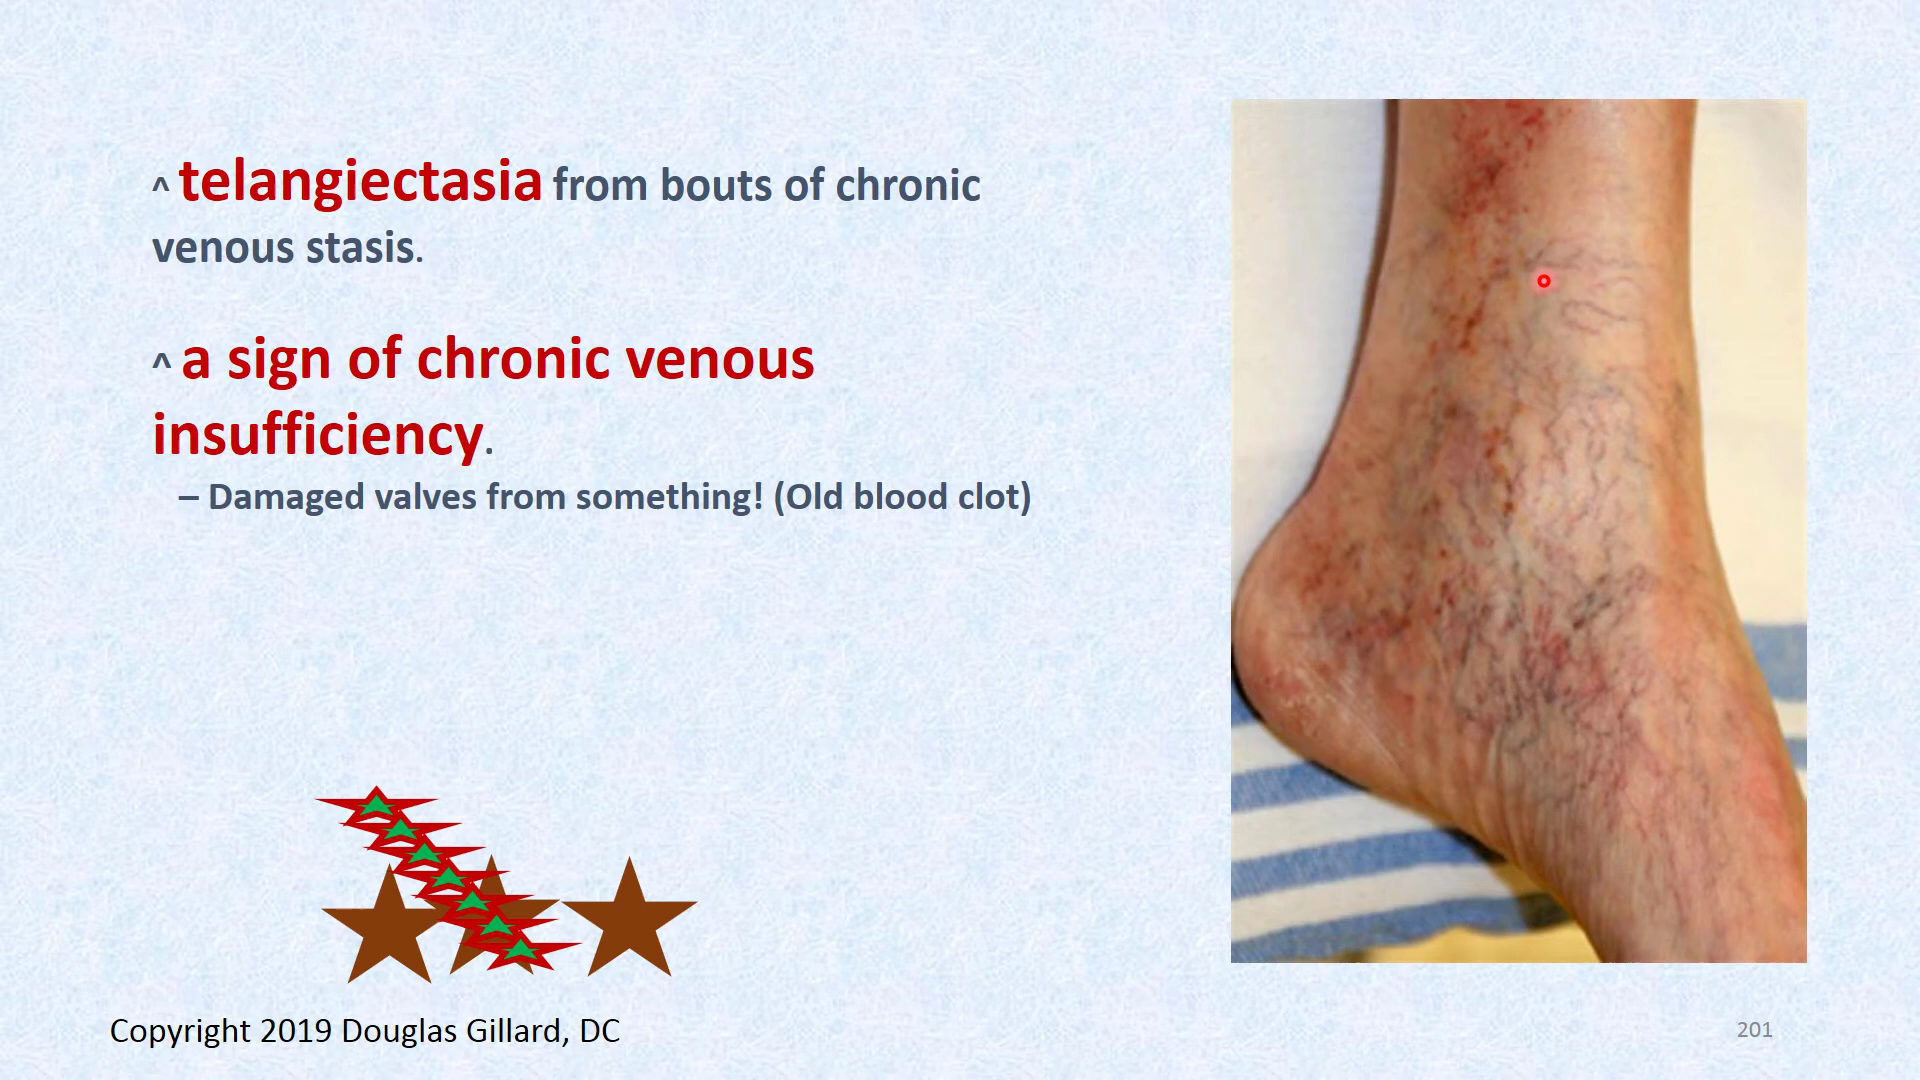 ^ telangiectasia from bouts of chronic
venous stasis.
^ a sign of chronic venous
insufficiency.
– Damaged valves from something! (Old blood clot)
Copyright 2019 Douglas Gillard, DC
201